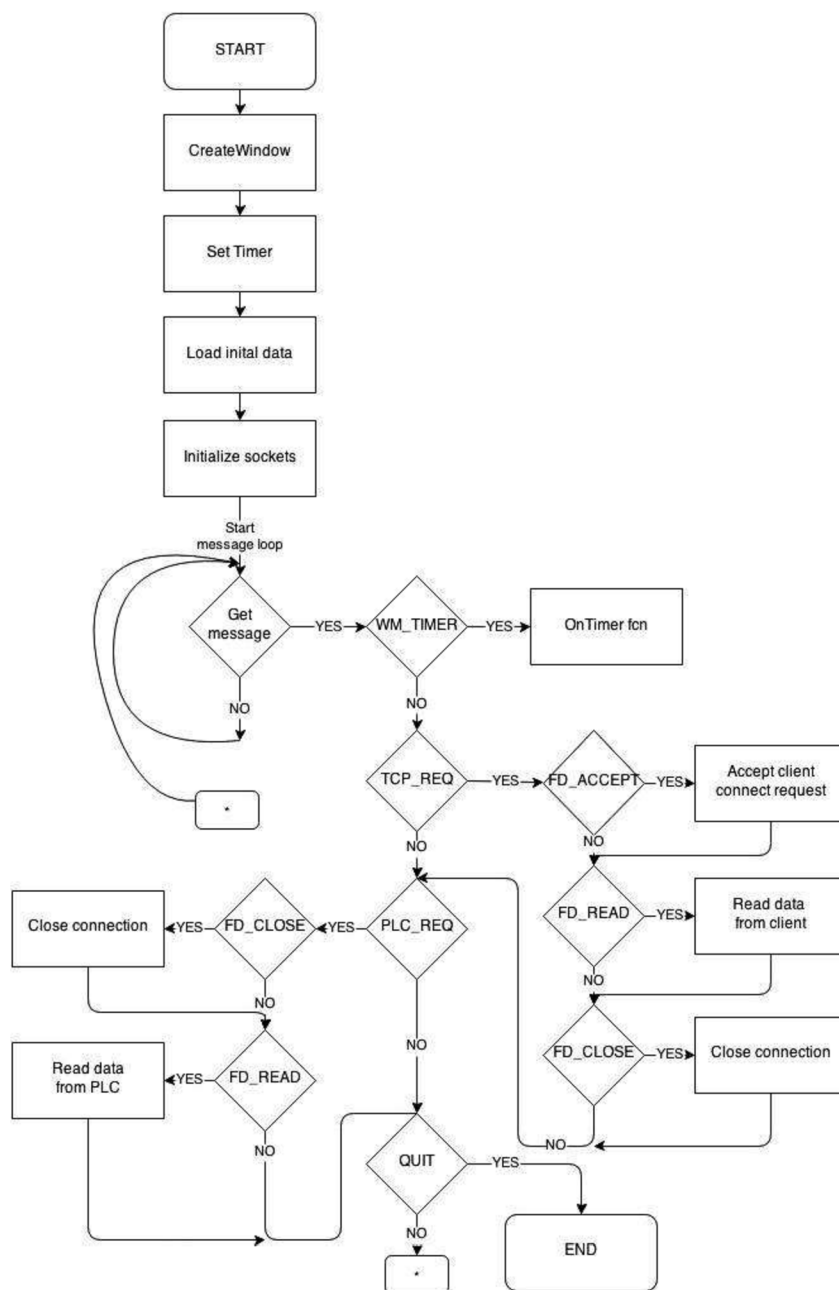 START
CreateWindow
Set Timer
Load inital data
Initialize sockets
Start
message loop
Get
message
YES
WM_TIMER
YES
OnTimer fcn
NO
NO
TCP_REQ
YES
FD_ACCEPT
YES
Accept client
connect request
*
NO
NO
Close connection
YES
FD_CLOSE
YES
PLC_REQ
FD_READ
YES
Read data
from client
NO
NO
Read data
from PLC
YES
FD_READ
NO
FD_CLOSE
YES
Close connection
NO
NO
QUIT
YES
NO
END
*